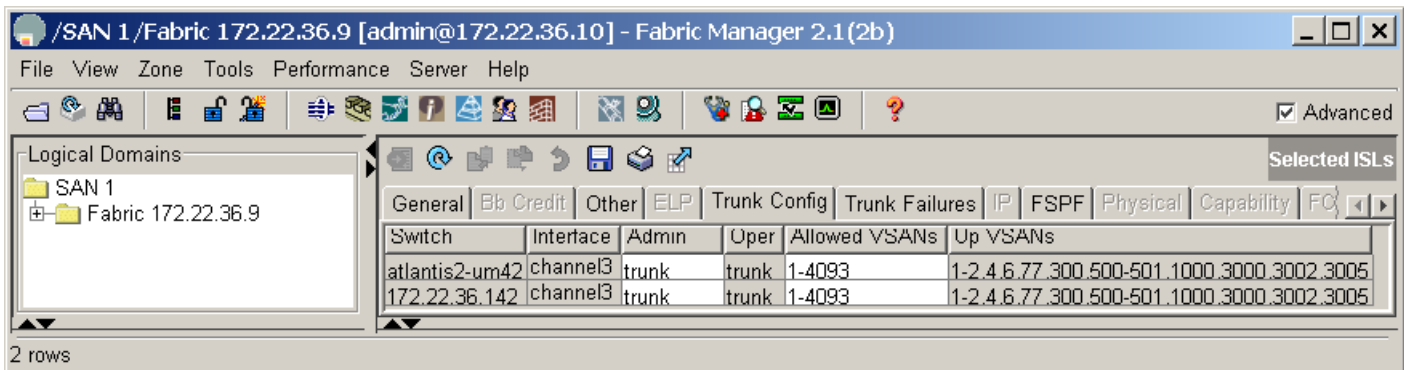 /SAN 1/Fabric 172.22.36.9 [admin@172.22.36.10] - Fabric Manager 2.1(2b)
File View Zone Tools Performance Server Help
Advanced
Logical Domains
SAN 1
Fabric 172.22.36.9
Selected ISLs
General Bb Credit Other ELP Trunk Config Trunk Failures IP FSPF Physical Capability FC
Switch Interface Admin Oper Allowed VSANs Up VSANs
atlantis2-um42 channel3 trunk trunk 1-4093 1-2,4,6,77,300,500-501,1000,3000,3002,3005
172.22.36.142 channel3 trunk trunk 1-4093 1-2,4,6,77,300,500-501,1000,3000,3002,3005
2 rows